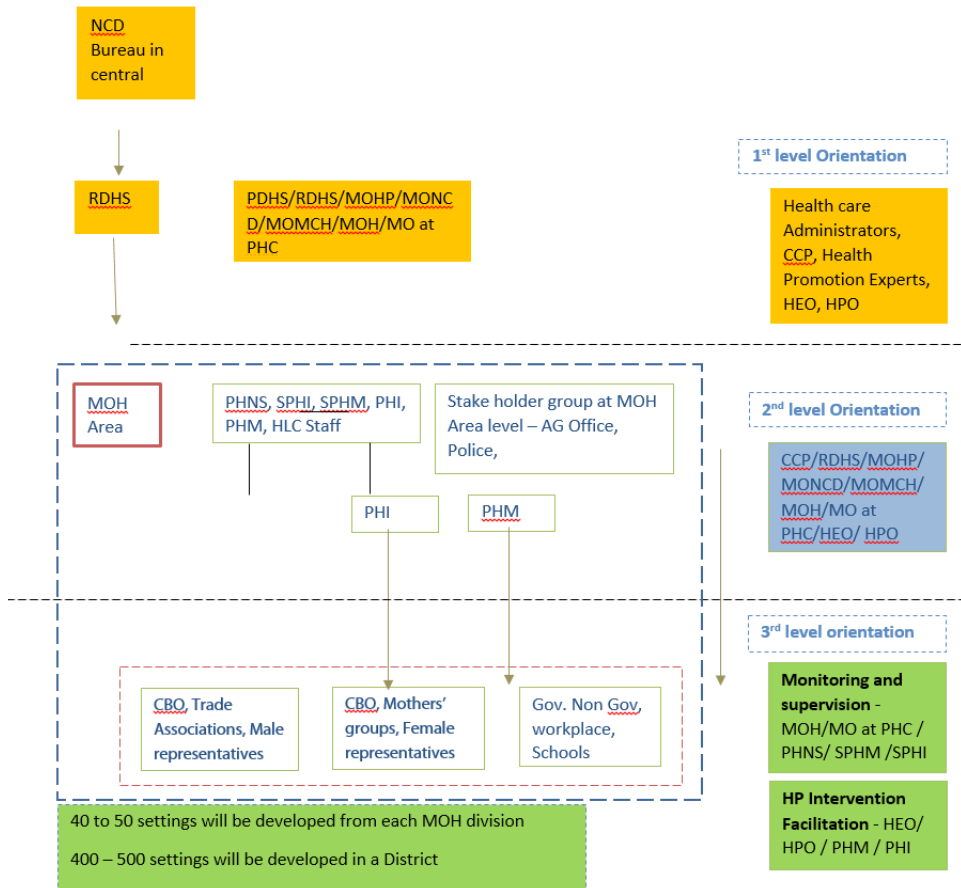 NCD
Bureau in
central
1st level Orientation
RDHS
PDHS/RDHS/MOHP/MONC
D/MOMCH/MOH/MO at
PHC
Health care
Administrators,
CCP, Health
Promotion Experts,
HEO, HPO
MOH
Area
PHNS, SPHI, SPHM, PHI,
PHM, HLC Staff
Stake holder group at MOH
Area level – AG Office,
Police,
2nd level Orientation
CCP/RDHS/MOHP/
MONCD/MOMCH/
MOH/MO at
PHC/HEO/ HPO
PHI
PHM
3rd level orientation
CBO, Trade
Associations, Male
representatives
CBO, Mothers’
groups, Female
representatives
Gov. Non Gov,
workplace,
Schools
Monitoring and
supervision -
MOH/MO at PHC /
PHNS/ SPHM /SPHI
HP Intervention
Facilitation - HEO/
HPO / PHM / PHI
40 to 50 settings will be developed from each MOH division
400 – 500 settings will be developed in a District